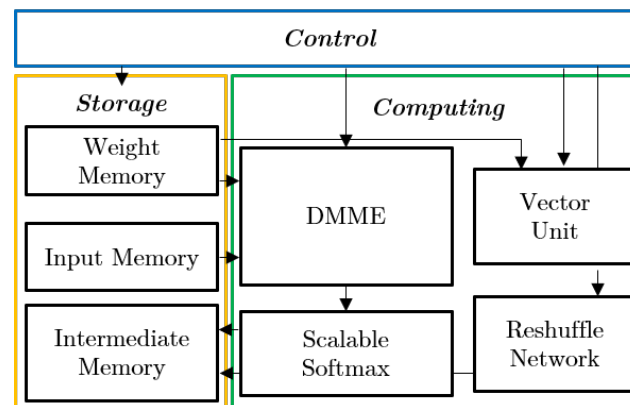 Control
Storage
Computing
Weight
Memory
DMME
Vector
Unit
Input Memory
Intermediate
Memory
Scalable
Softmax
Reshuffle
Network